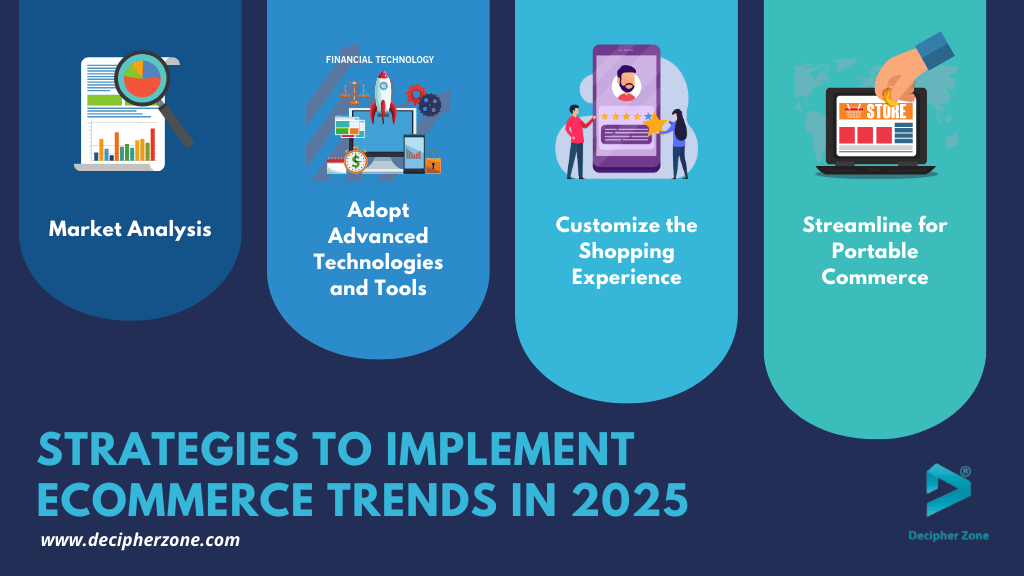 FINANCIAL TECHNOLOGY
STORE
Market Analysis
Adopt
Advanced
Technologies
and Tools
Customize the
Shopping
Experience
Streamline for
Portable
Commerce
STRATEGIES TO IMPLEMENT
ECOMMERCE TRENDS IN 2025
www.decipherzone.com
®
Decipher Zone